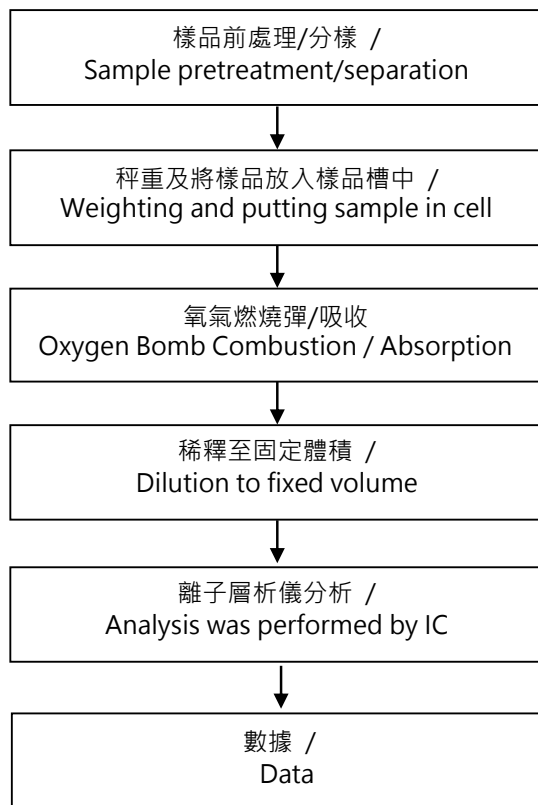 樣品前處理/分樣 /
Sample pretreatment/separation
秤重及將樣品放入樣品槽中 /
Weighting and putting sample in cell
氧氣燃燒彈/吸收
Oxygen Bomb Combustion / Absorption
稀釋至固定體積 /
Dilution to fixed volume
離子層析儀分析 /
Analysis was performed by IC
數據 /
Data